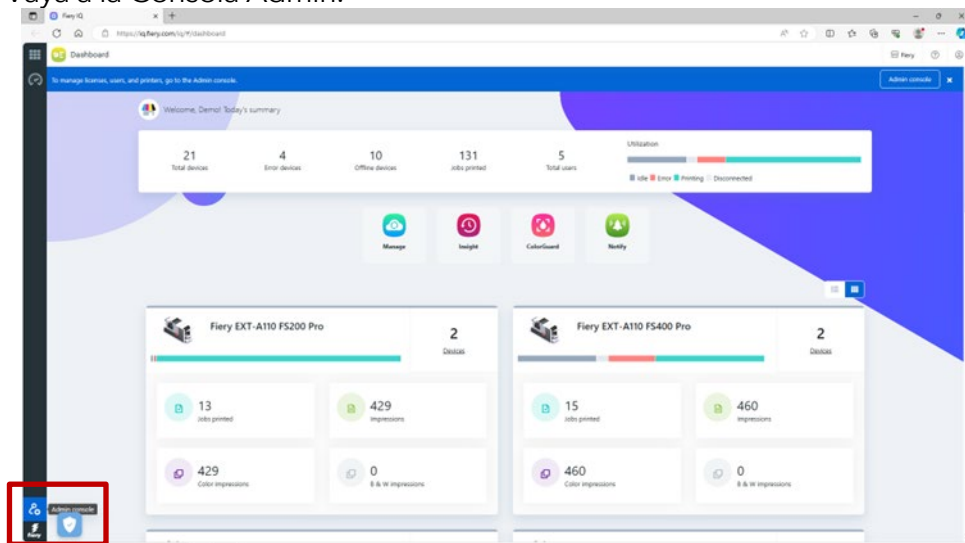 Vaya a la Consola Admin.
Fiery IQ
https://iq.fiery.com/iq/#/dashboard
Dashboard
Fiery
To manage licenses, users, and printers, go to the Admin console.
Admin console
Welcome, Demo! Today's summary
21
Total devices
4
Error devices
10
Offline devices
131
Jobs printed
5
Total users
Utilization
Idle Error Printing Disconnected
Manage
Insight
ColorGuard
Notify
Fiery EXT-A110 FS200 Pro
2
Devices
13
Jobs printed
429
Impressions
429
Color impressions
0
B & W impressions
Fiery EXT-A110 FS400 Pro
2
Devices
15
Jobs printed
460
Impressions
460
Color impressions
0
B & W impressions
Admin console
fiery